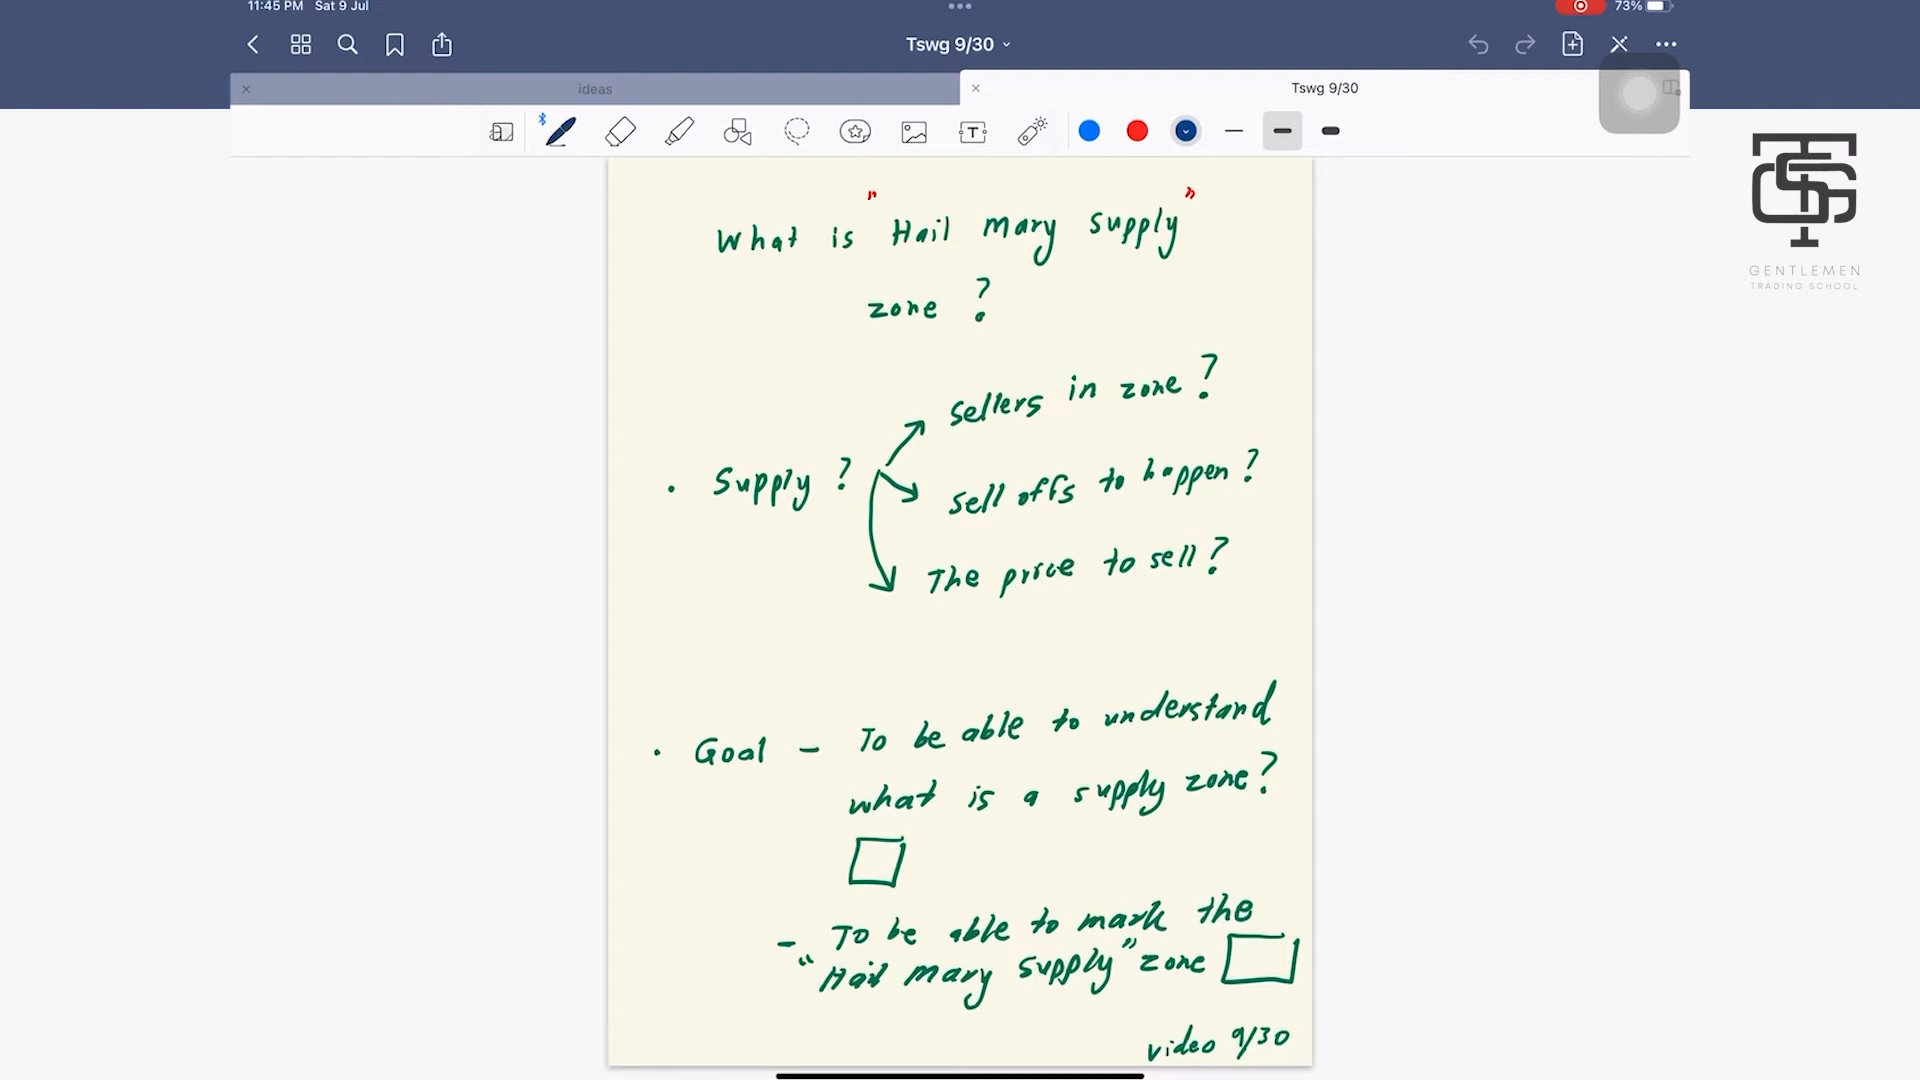 11:45 PM Sat 9 Jul
73%
Tswg 9/30
ideas
Tswg 9/30
GENTLEMEN
TRADING SCHOOL
What is "Hail mary supply"
zone ?
Sellers in zone ?
• Supply ?
Sell offs to happen ?
The price to sell ?
• Goal - To be able to understand
what is a supply zone?
- To be able to mark the
"Hail mary supply" zone
video 9/30